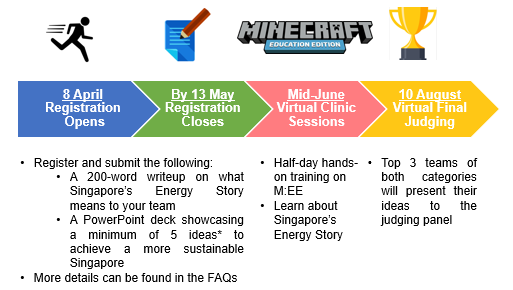 MINECRAFT
EDUCATION EDITION
8 April
Registration
Opens
By 13 May
Registration
Closes
Mid-June
Virtual Clinic
Sessions
10 August
Virtual Final
Judging
• Register and submit the following:
• A 200-word writeup on what
Singapore's Energy Story
means to your team
• A PowerPoint deck showcasing
a minimum of 5 ideas* to
achieve a more sustainable
Singapore
• More details can be found in the FAQs
• Half-day hands-
on training on
M:EE
• Learn about
Singapore's
Energy Story
• Top 3 teams of
both categories
will present their
ideas to the
judging panel